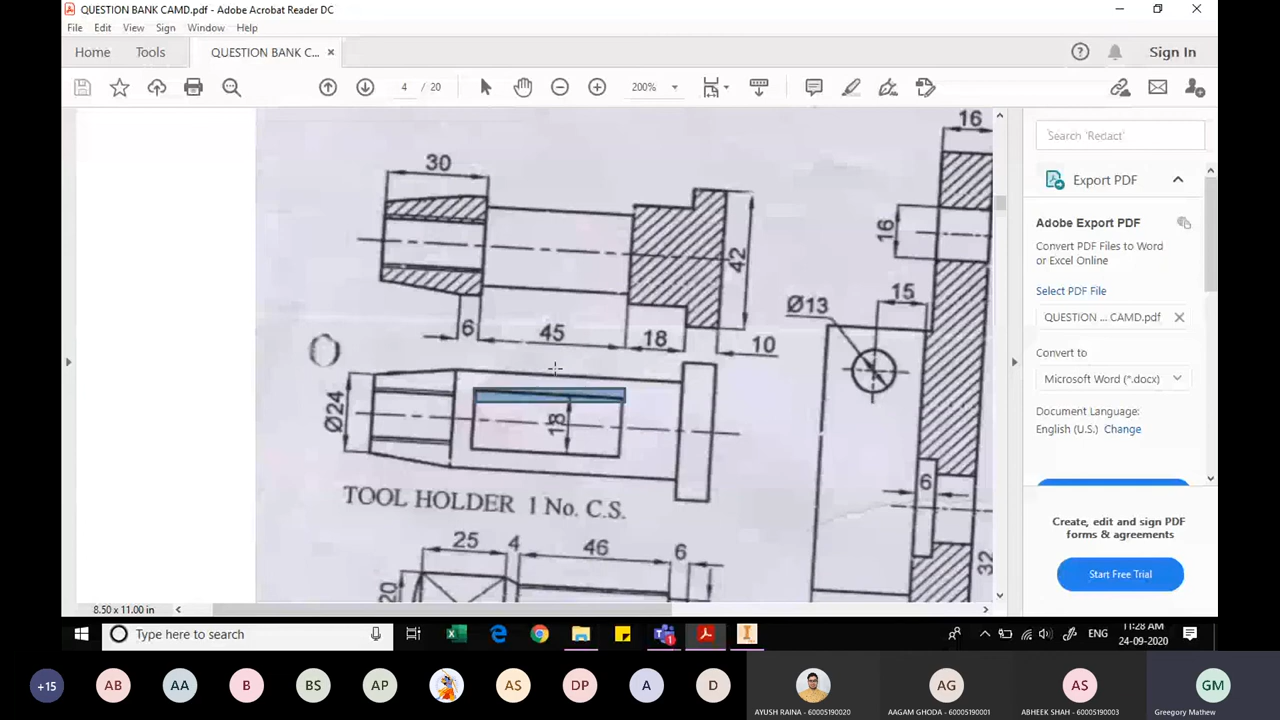 QUESTION BANK CAMD.pdf - Adobe Acrobat Reader DC
File Edit View Sign Window Help
Home Tools QUESTION BANK C... × Sign In
4 / 20 200%
30
16
42
16
Ø13
15
6 45 18 10
Ø24
18
6
TOOL HOLDER 1 No. C.S.
25 4 46 6
20
32
Search 'Redact'
Export PDF
Adobe Export PDF
Convert PDF Files to Word
or Excel Online
Select PDF File
QUESTION ... CAMD.pdf ×
Convert to
Microsoft Word (*.docx)
Document Language:
English (U.S.) Change
Create, edit and sign PDF
forms & agreements
Start Free Trial
8.50 x 11.00 in
Type here to search
ENG
11:28 AM
24-09-2020
+15 AB AA B BS AP AS DP A D AG AS GM
AYUSH RAINA - 60005190020 AAGAM GHODA - 60005190001 ABHEEK SHAH - 60005190003 Greegory Mathew